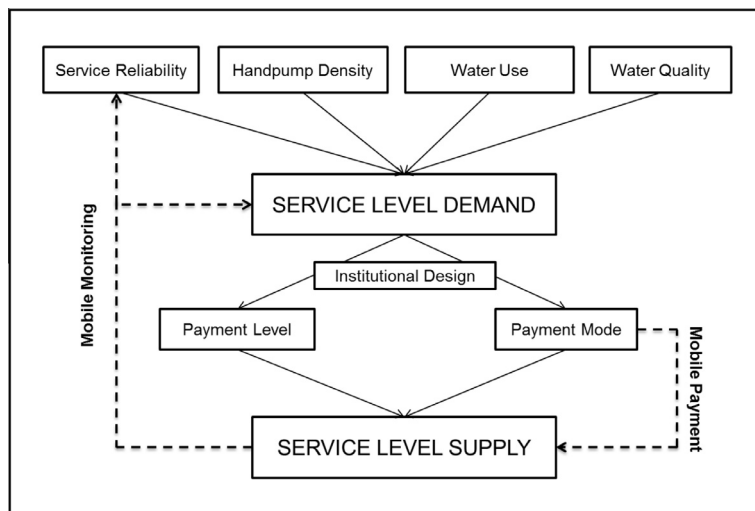 Service Reliability
Handpump Density
Water Use
Water Quality
SERVICE LEVEL DEMAND
Institutional Design
Mobile Monitoring
Payment Level
Payment Mode
Mobile Payment
SERVICE LEVEL SUPPLY